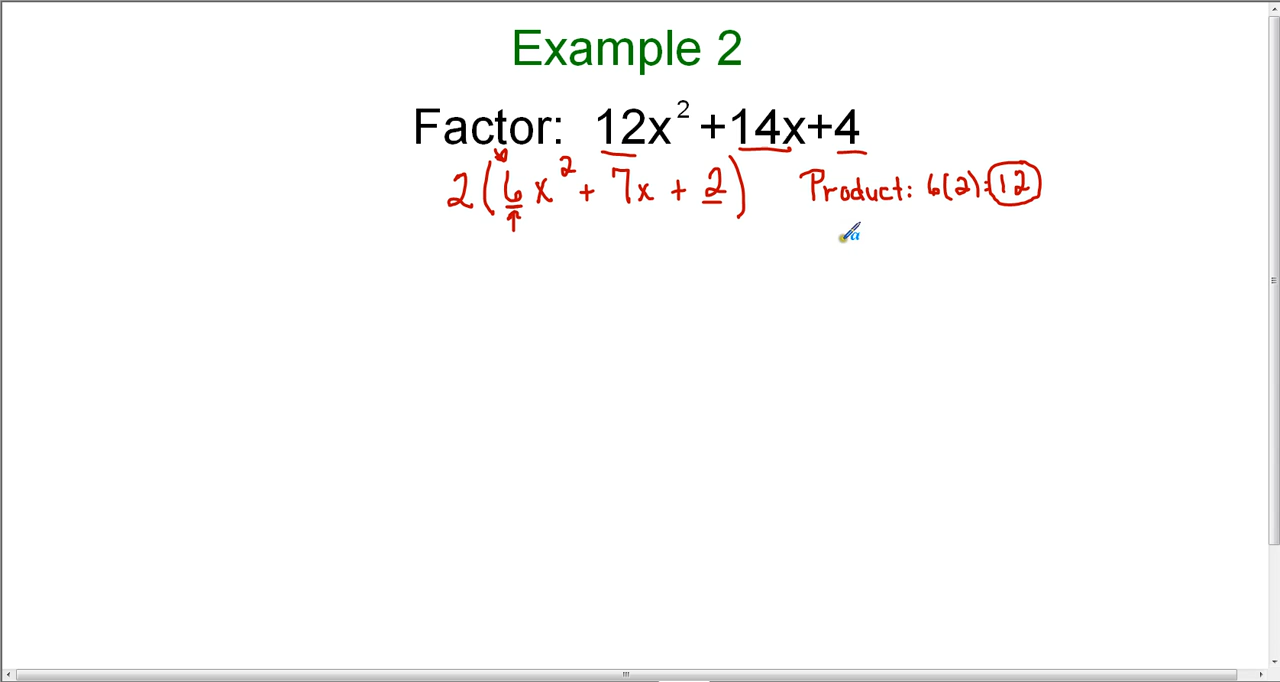 Example 2
Factor: 12x² +14x+4
2(6x² + 7x + 2) Product: 6(2)=12